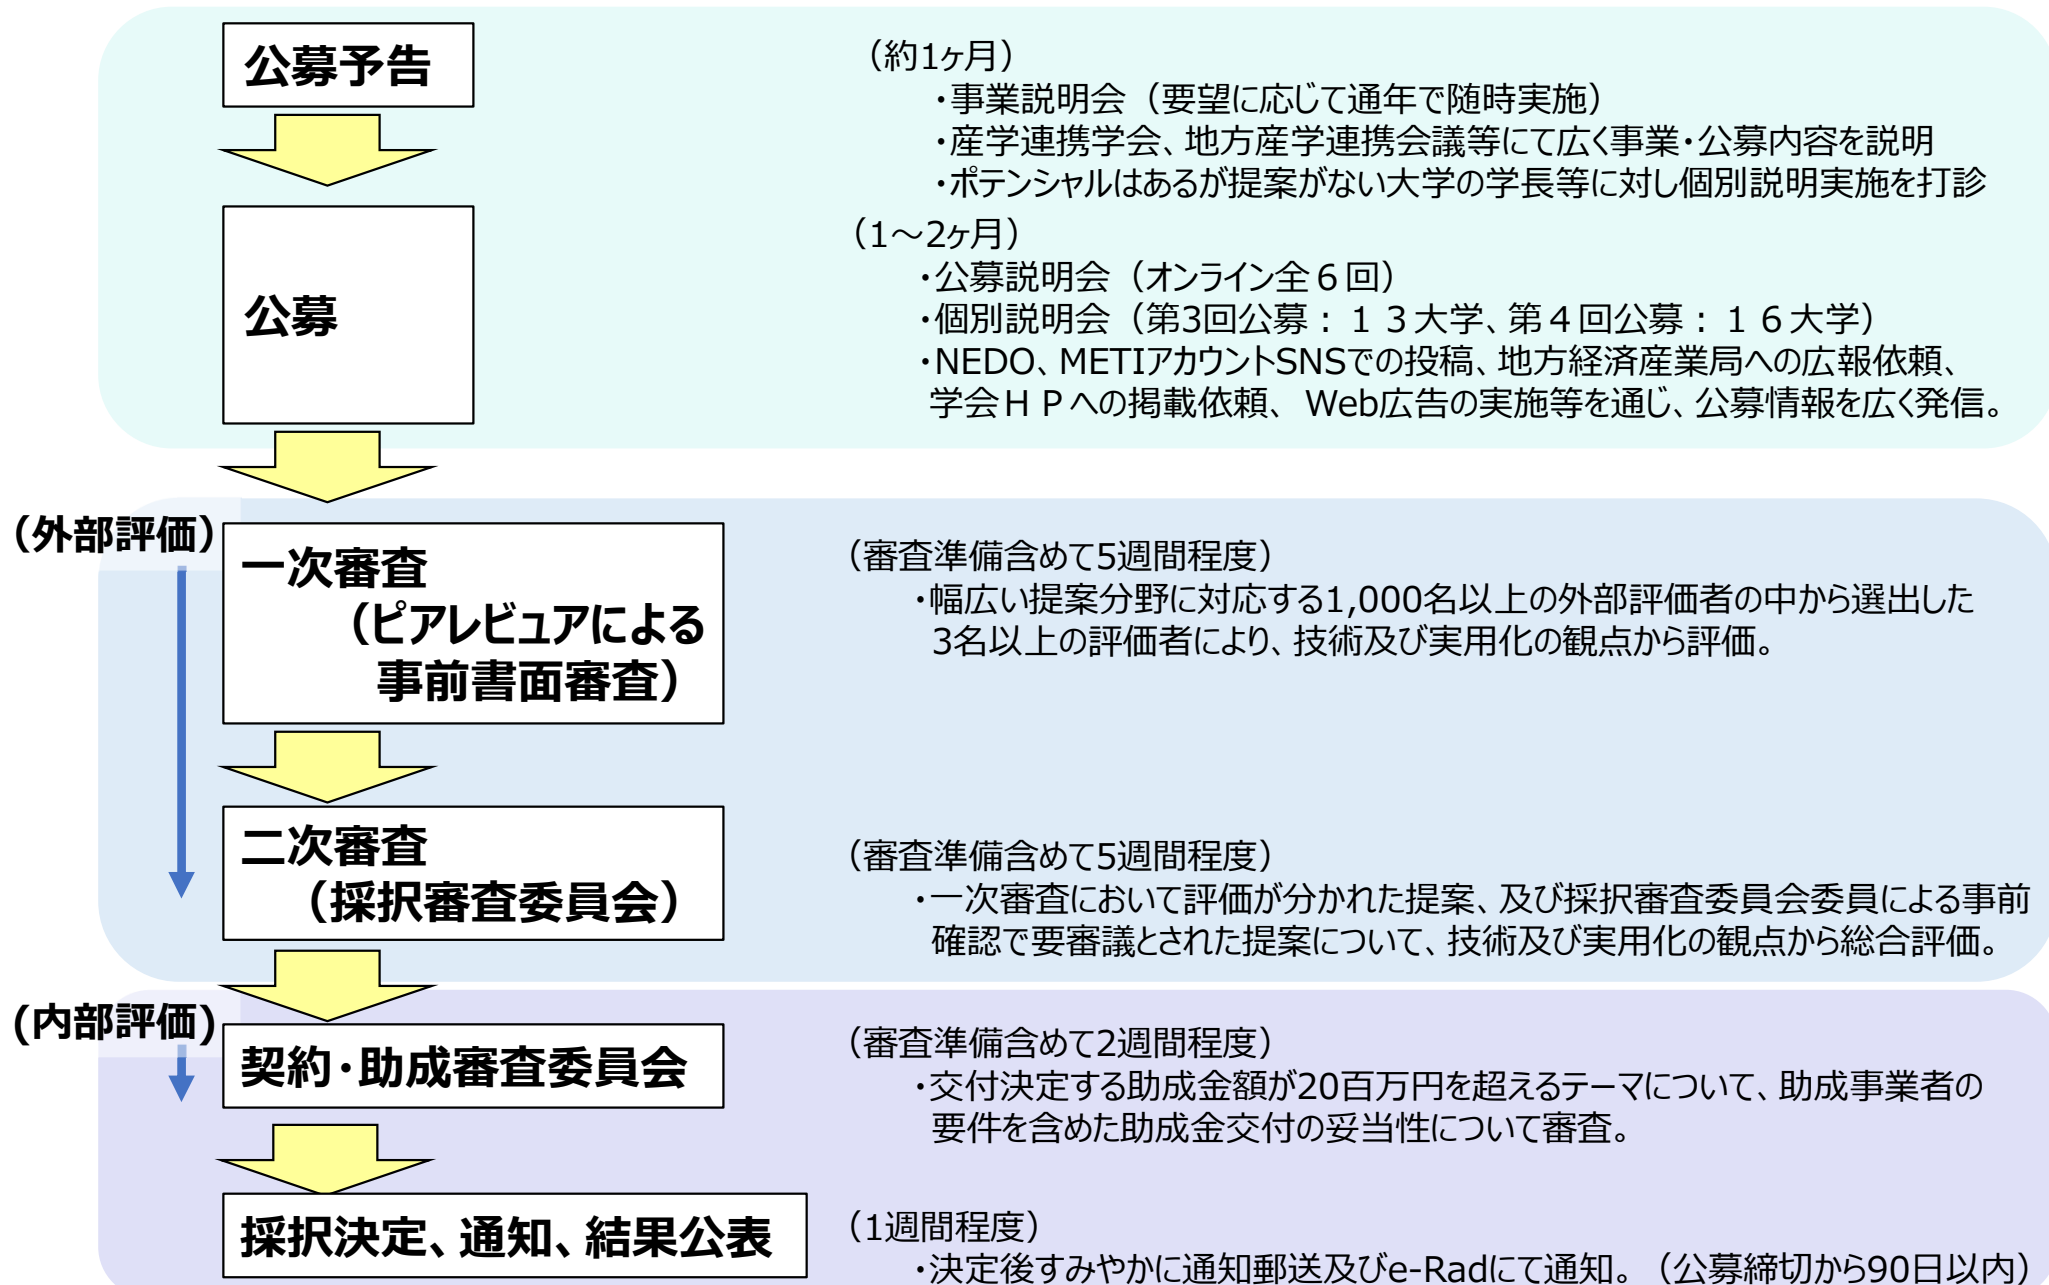 公募予告
（約1ヶ月）
・事業説明会（要望に応じて通年で随時実施）
・産学連携学会、地方産学連携会議等にて広く事業・公募内容を説明
・ポテンシャルはあるが提案がない大学の学長等に対し個別説明実施を打診
公募
（1～2ヶ月）
・公募説明会（オンライン全６回）
・個別説明会（第3回公募：１３大学、第４回公募：１６大学）
・NEDO、METIアカウントSNSでの投稿、地方経済産業局への広報依頼、
学会ＨＰへの掲載依頼、 Web広告の実施等を通じ、公募情報を広く発信。
（外部評価）
一次審査
（ピアレビュアによる
事前書面審査）
（審査準備含めて5週間程度）
・幅広い提案分野に対応する1,000名以上の外部評価者の中から選出した
3名以上の評価者により、技術及び実用化の観点から評価。
二次審査
（採択審査委員会）
（審査準備含めて5週間程度）
・一次審査において評価が分かれた提案、及び採択審査委員会委員による事前
確認で要審議とされた提案について、技術及び実用化の観点から総合評価。
(内部評価)
契約・助成審査委員会
（審査準備含めて2週間程度）
・交付決定する助成金額が20百万円を超えるテーマについて、助成事業者の
要件を含めた助成金交付の妥当性について審査。
採択決定、通知、結果公表
（1週間程度）
・決定後すみやかに通知郵送及びe-Radにて通知。（公募締切から90日以内）